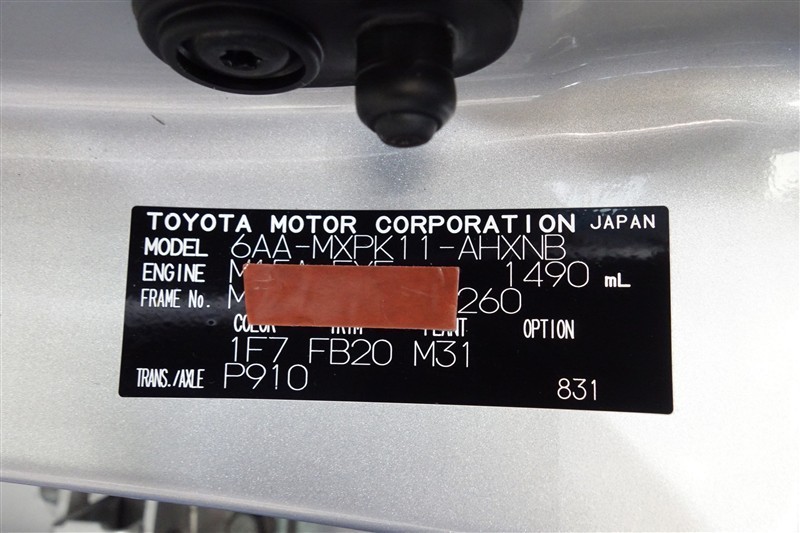 TOYOTA MOTOR CORPORATION JAPAN
MODEL 6AA-MXPK11-AHXNB
ENGINE 1490 mL
FRAME No. M 260
COLOR TRIM PLANT OPTION
1F7 FB20 M31
TRANS./AXLE P910 831